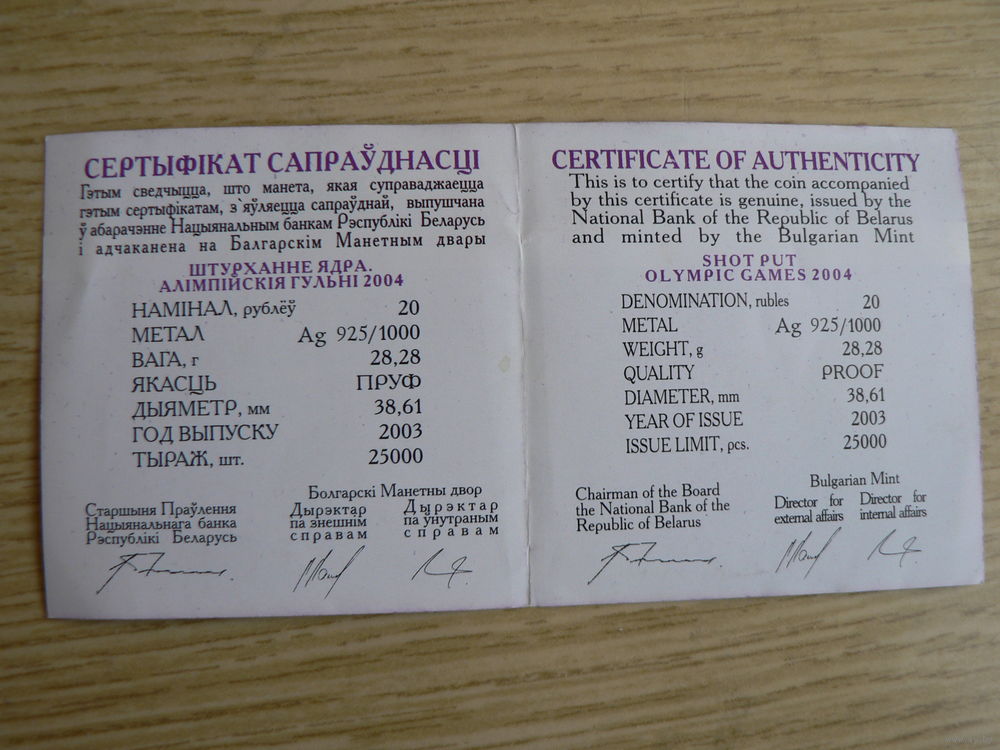 СЕРТЫФІКАТ САПРАЎДНАСЦІ
Гэтым сведчыцца, што манета, якая суправаджаецца
гэтым сертыфікатам, з`яўляецца сапраўднай, выпушчана
ў абарачэнне Нацыянальным банкам Рэспублікі Беларусь
і адчаканена на Балгарскім Манетным двары
ШТУРХАННЕ ЯДРА.
АЛІМПІЙСКІЯ ГУЛЬНІ 2004
НАМІНАЛ, рублёў 20
МЕТАЛ Ag 925/1000
ВАГА, г 28,28
ЯКАСЦЬ ПРУФ
ДЫЯМЕТР, мм 38,61
ГОД ВЫПУСКУ 2003
ТЫРАЖ, шт. 25000
Старшыня Праўлення
Нацыянальнага банка
Рэспублікі Беларусь
Болгарскі Манетны двор
Дырэктар
па знешнім
справам
Дырэктар
па ўнутраным
справам
CERTIFICATE OF AUTHENTICITY
This is to certify that the coin accompanied
by this certificate is genuine, issued by the
National Bank of the Republic of Belarus
and minted by the Bulgarian Mint
SHOT PUT
OLYMPIC GAMES 2004
DENOMINATION, rubles 20
METAL Ag 925/1000
WEIGHT, g 28,28
QUALITY PROOF
DIAMETER, mm 38,61
YEAR OF ISSUE 2003
ISSUE LIMIT, pcs. 25000
Chairman of the Board
the National Bank of the
Republic of Belarus
Bulgarian Mint
Director for
external affairs
Director for
internal affairs